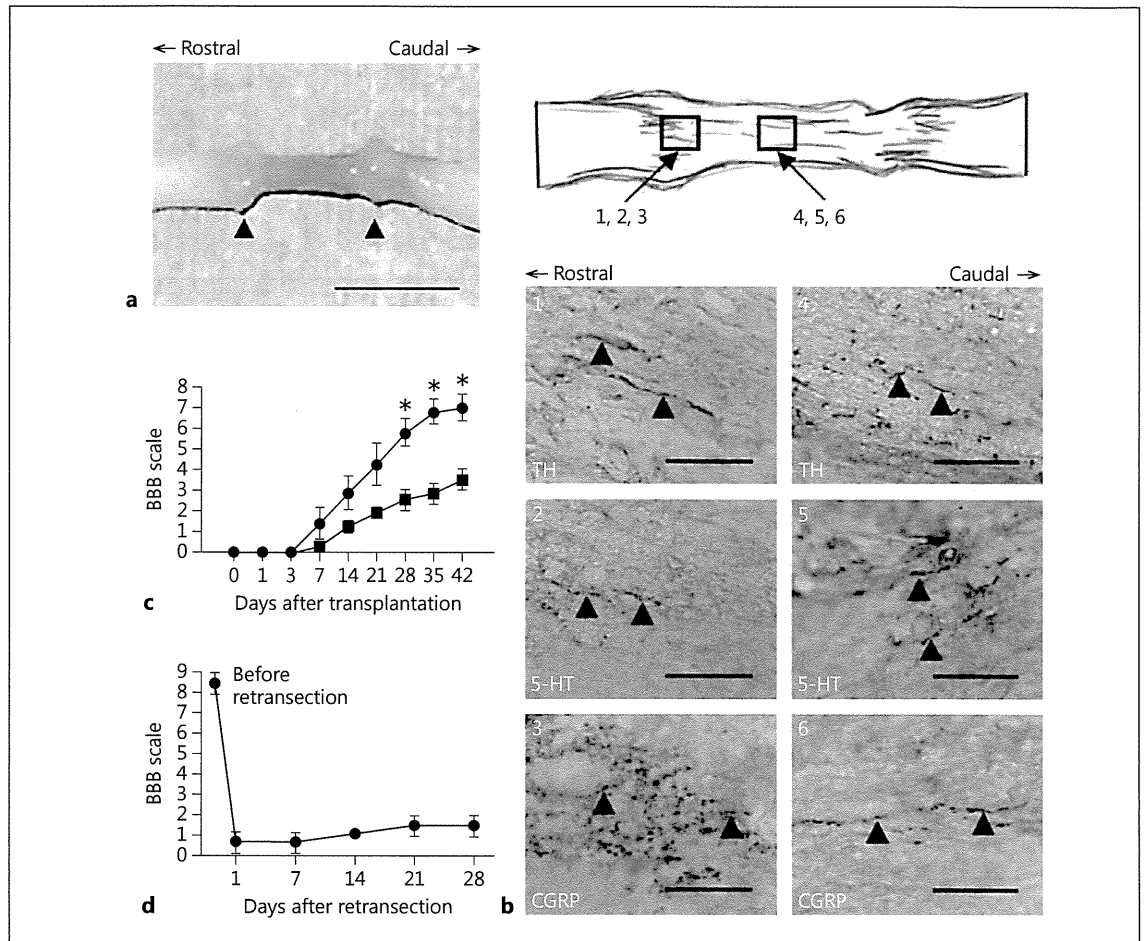 ← Rostral Caudal →
a
1, 2, 3 4, 5, 6
← Rostral Caudal →
1
TH
4
TH
2
5-HT
5
5-HT
3
CGRP
6
CGRP
b
8
7
6
5
4
3
2
1
0
BBB scale
* * *
0 1 3 7 14 21 28 35 42
Days after transplantation
c
9
8
7
6
5
4
3
2
1
0
BBB scale
Before
retransection
1 7 14 21 28
Days after retransection
d